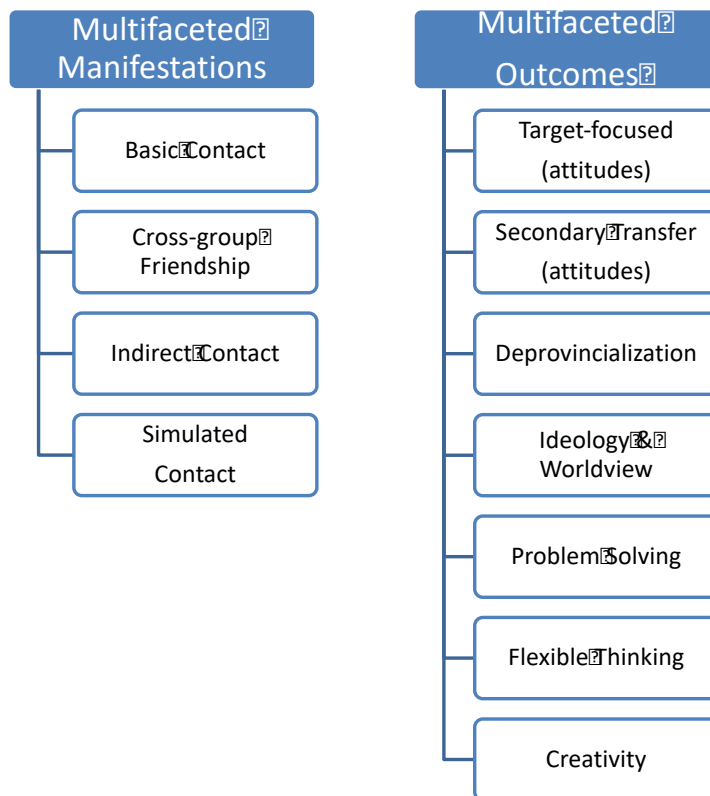 Multifaceted⍰
Manifestations
Basic⍰Contact
Cross-group⍰
Friendship
Indirect⍰Contact
Simulated
Contact
Multifaceted⍰
Outcomes⍰
Target-focused
(attitudes)
Secondary⍰Transfer
(attitudes)
Deprovincialization
Ideology⍰&⍰
Worldview
Problem⍰Solving
Flexible⍰Thinking
Creativity